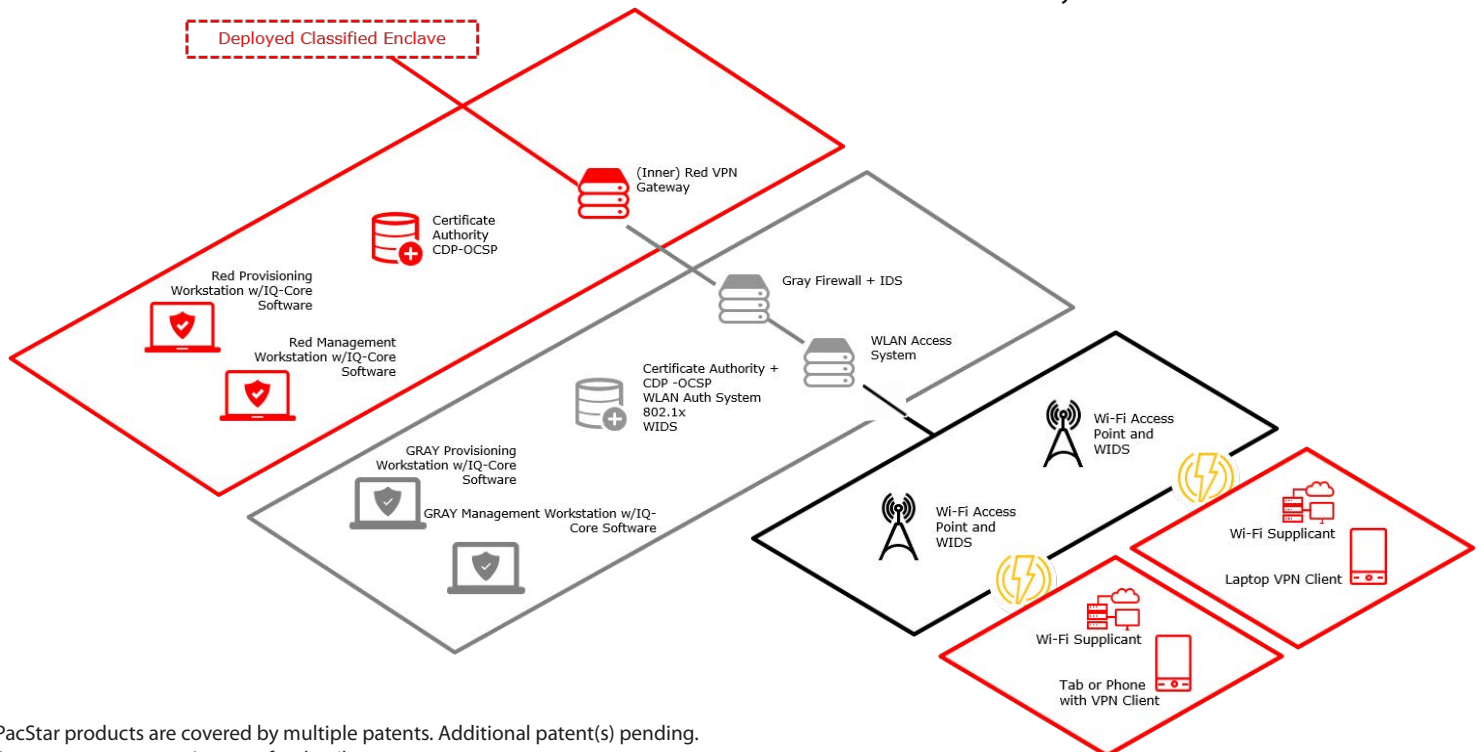 Deployed Classified Enclave
(Inner) Red VPN
Gateway
Certificate
Authority
CDP-OCSP
Red Provisioning
Workstation w/IQ-Core
Software
Red Management
Workstation w/IQ-Core
Software
Gray Firewall + IDS
WLAN Access
System
Certificate Authority +
CDP -OCSP
WLAN Auth System
802.1x
WIDS
GRAY Provisioning
Workstation w/IQ-Core
Software
GRAY Management Workstation w/IQ-
Core Software
Wi-Fi Access
Point and
WIDS
Wi-Fi Access
Point and
WIDS
Wi-Fi Supplicant
Laptop VPN Client
Wi-Fi Supplicant
Tab or Phone
with VPN Client
PacStar products are covered by multiple patents. Additional patent(s) pending.